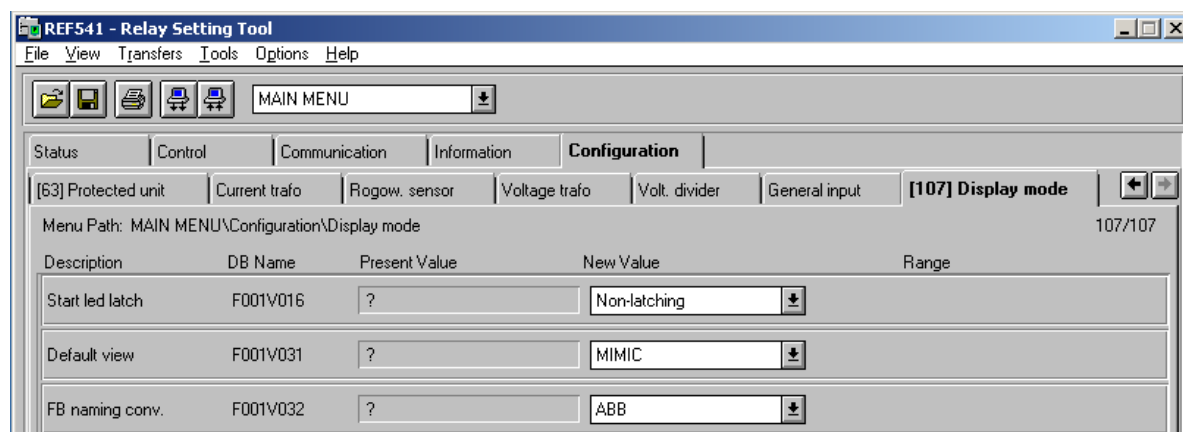 REF541 - Relay Setting Tool
File View Transfers Tools Options Help
MAIN MENU
Status Control Communication Information Configuration
[63] Protected unit Current trafo Rogow. sensor Voltage trafo Volt. divider General input [107] Display mode
Menu Path: MAIN MENU\Configuration\Display mode 107/107
Description DB Name Present Value New Value Range
Start led latch F001V016 ? Non-latching
Default view F001V031 ? MIMIC
FB naming conv. F001V032 ? ABB